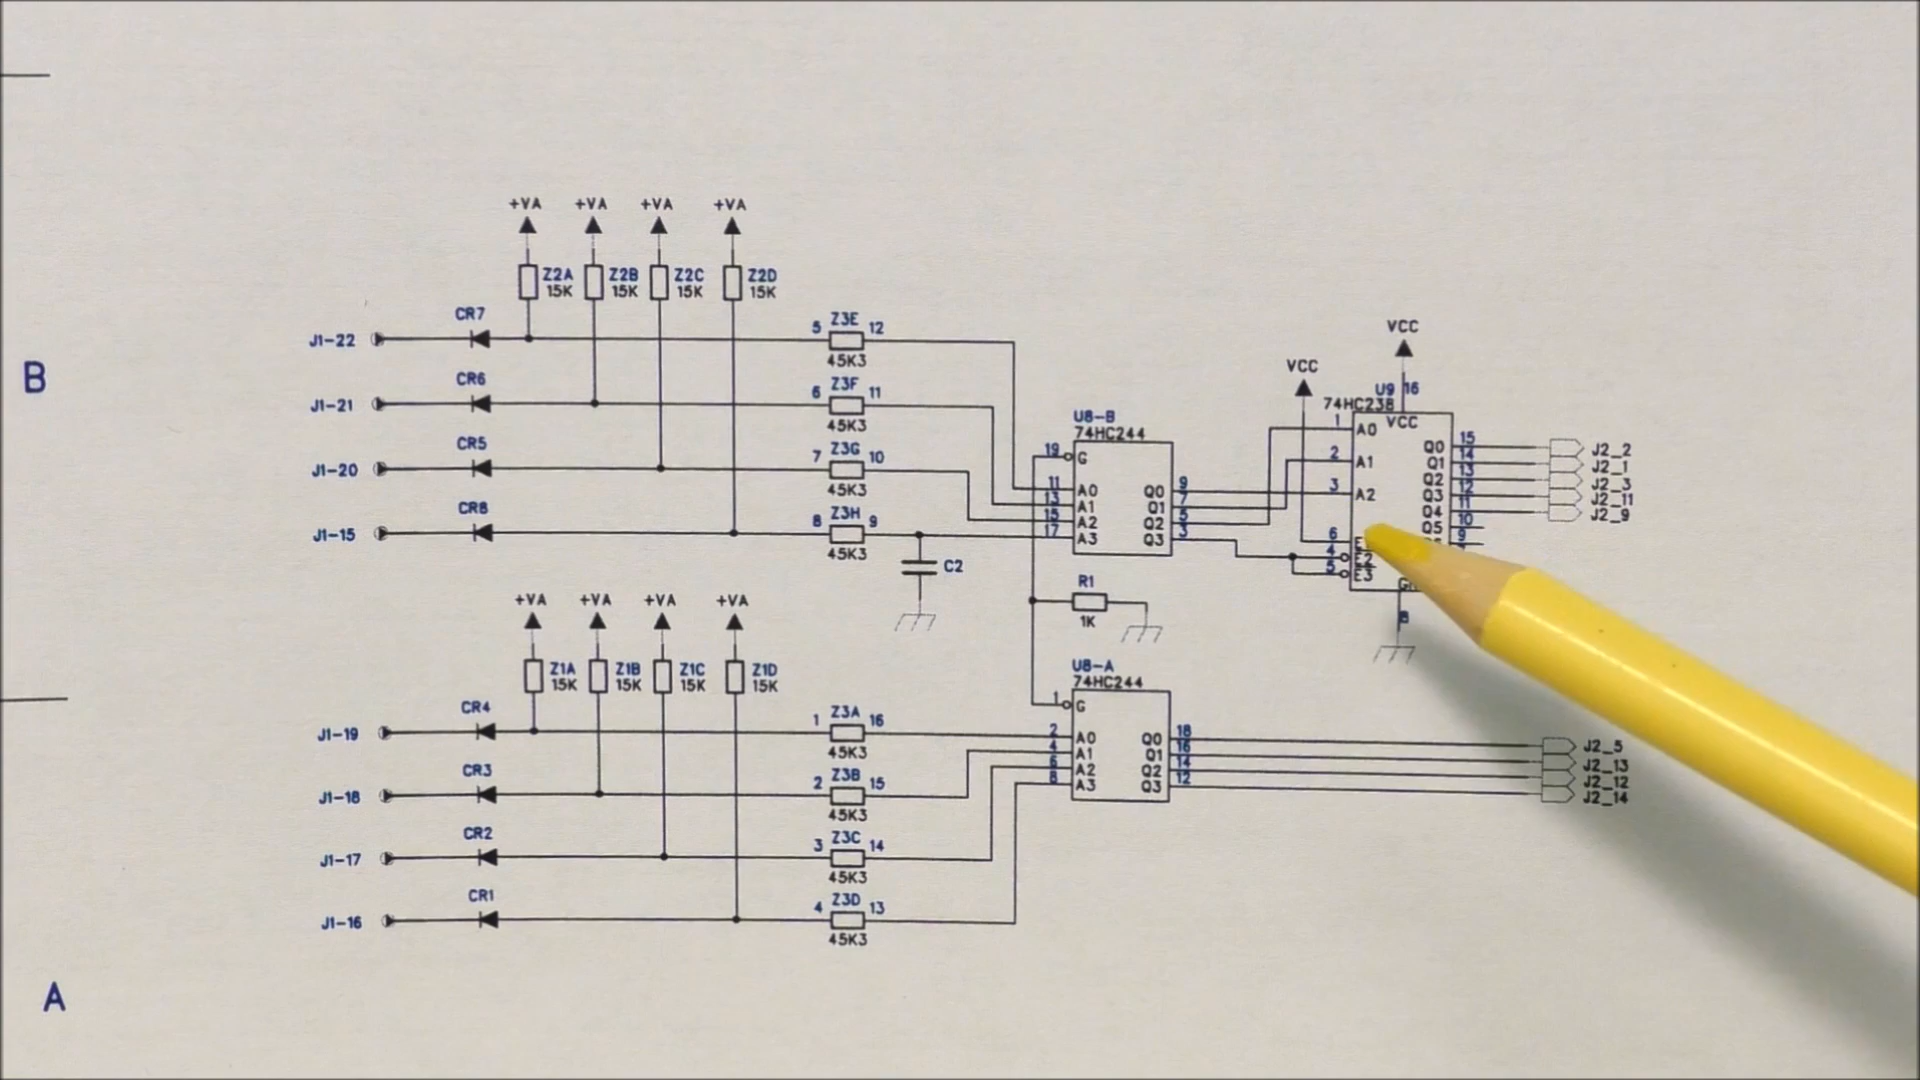 +VA +VA +VA +VA
Z2A Z2B Z2C Z2D
15K 15K 15K 15K
CR7
J1-22
5 Z3E 12
45K3
CR6
J1-21
6 Z3F 11
45K3
CR5
J1-20
7 Z3G 10
45K3
CR8
J1-15
8 Z3H 9
45K3
C2
B
U8-B
74HC244
19 G
11 A0 Q0 9
13 A1 Q1 7
15 A2 Q2 5
17 A3 Q3 3
R1
1K
VCC
VCC
U9 16
74HC238
VCC
1 A0
2 A1
3 A2
6
4 E2
5 E3
8
Q0 15 J2_2
Q1 14 J2_1
Q2 13 J2_3
Q3 12 J2_11
Q4 11 J2_9
Q5 10
9
+VA +VA +VA +VA
Z1A Z1B Z1C Z1D
15K 15K 15K 15K
CR4
J1-19
1 Z3A 16
45K3
CR3
J1-18
2 Z3B 15
45K3
CR2
J1-17
3 Z3C 14
45K3
CR1
J1-16
4 Z3D 13
45K3
U8-A
74HC244
1 G
2 A0 Q0 18 J2_5
4 A1 Q1 16 J2_13
6 A2 Q2 14 J2_12
8 A3 Q3 12 J2_14
A